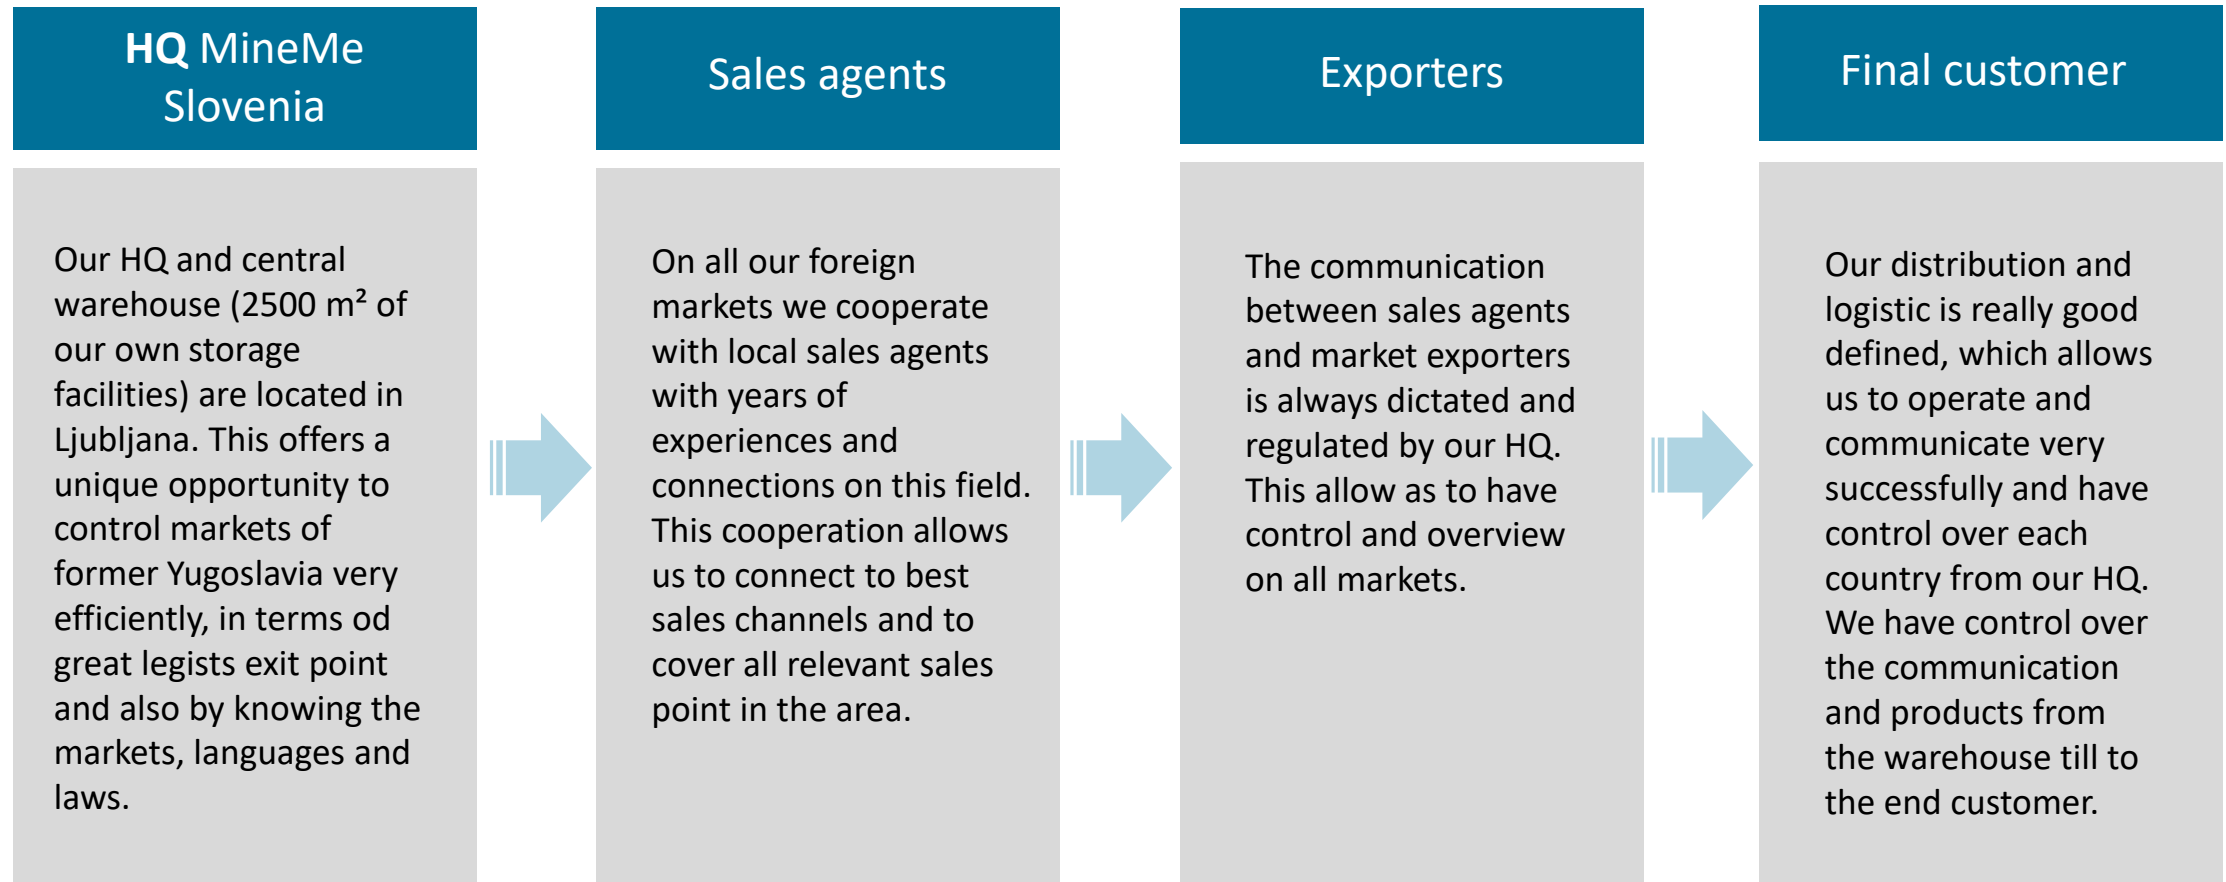 HQ MineMe
Slovenia
Our HQ and central
warehouse (2500 m² of
our own storage
facilities) are located in
Ljubljana. This offers a
unique opportunity to
control markets of
former Yugoslavia very
efficiently, in terms od
great legists exit point
and also by knowing the
markets, languages and
laws.
Sales agents
On all our foreign
markets we cooperate
with local sales agents
with years of
experiences and
connections on this field.
This cooperation allows
us to connect to best
sales channels and to
cover all relevant sales
point in the area.
Exporters
The communication
between sales agents
and market exporters
is always dictated and
regulated by our HQ.
This allow as to have
control and overview
on all markets.
Final customer
Our distribution and
logistic is really good
defined, which allows
us to operate and
communicate very
successfully and have
control over each
country from our HQ.
We have control over
the communication
and products from
the warehouse till to
the end customer.